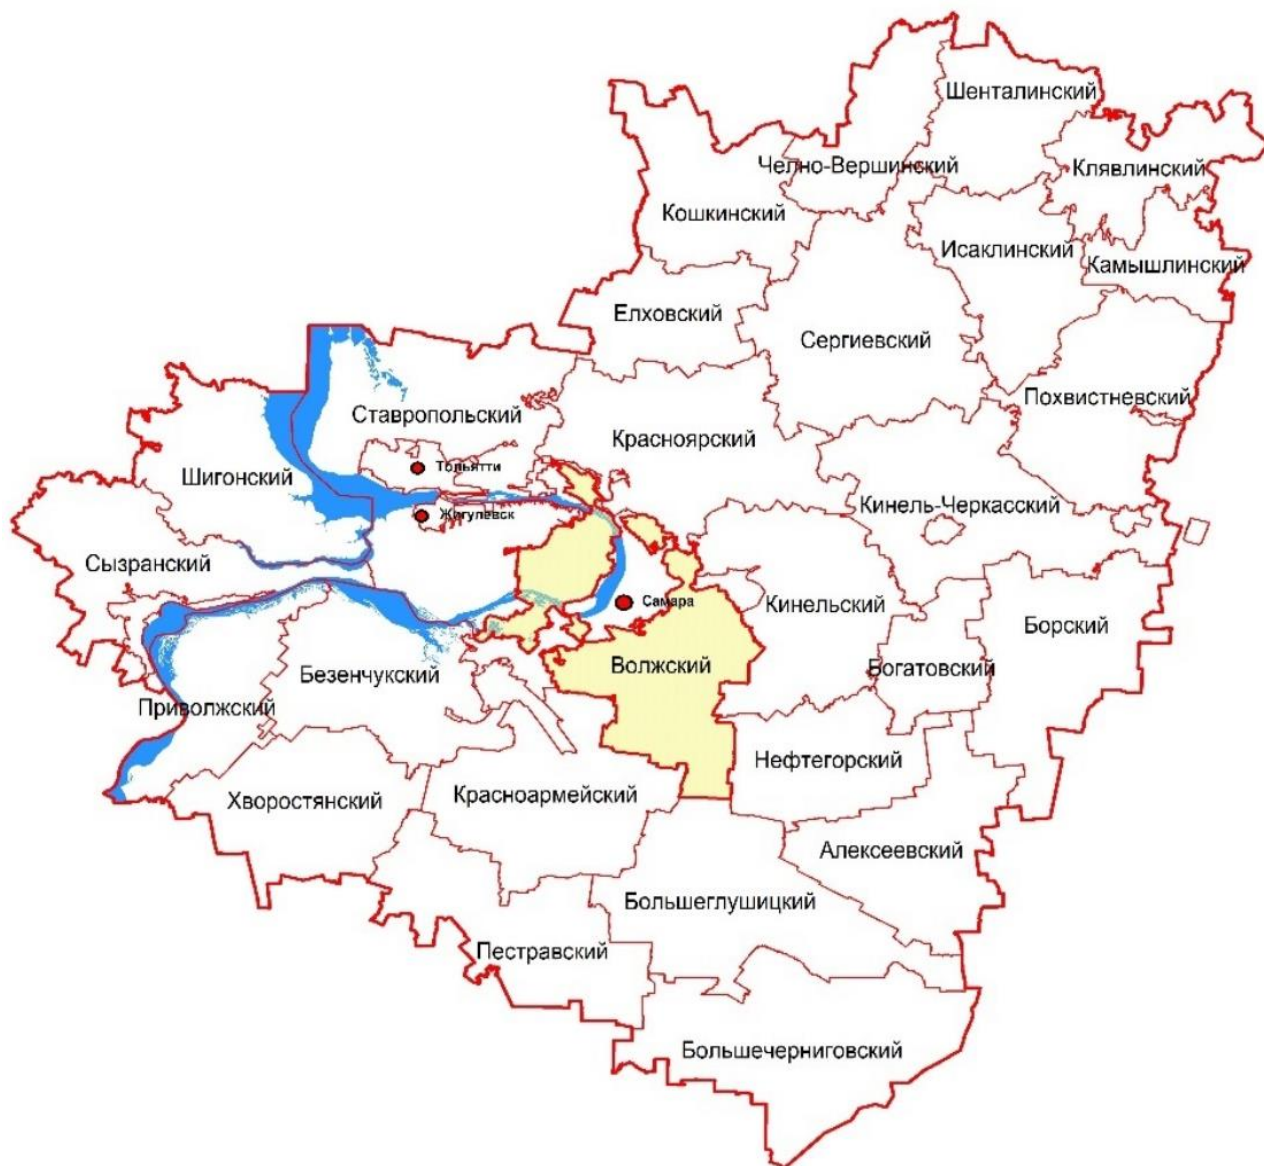 Шенталинский
Челно-Вершинский
Клявлинский
Кошкинский
Исаклинский
Камышлинский
Елховский
Сергиевский
Похвистневский
Ставропольский
Красноярский
Тольятти
Шигонский
Кинель-Черкасский
Жигулевск
Сызранский
Самара
Кинельский
Борский
Волжский
Богатовский
Безенчукский
Приволжский
Нефтегорский
Хворостянский
Красноармейский
Алексеевский
Большеглушицкий
Пестравский
Большечерниговский